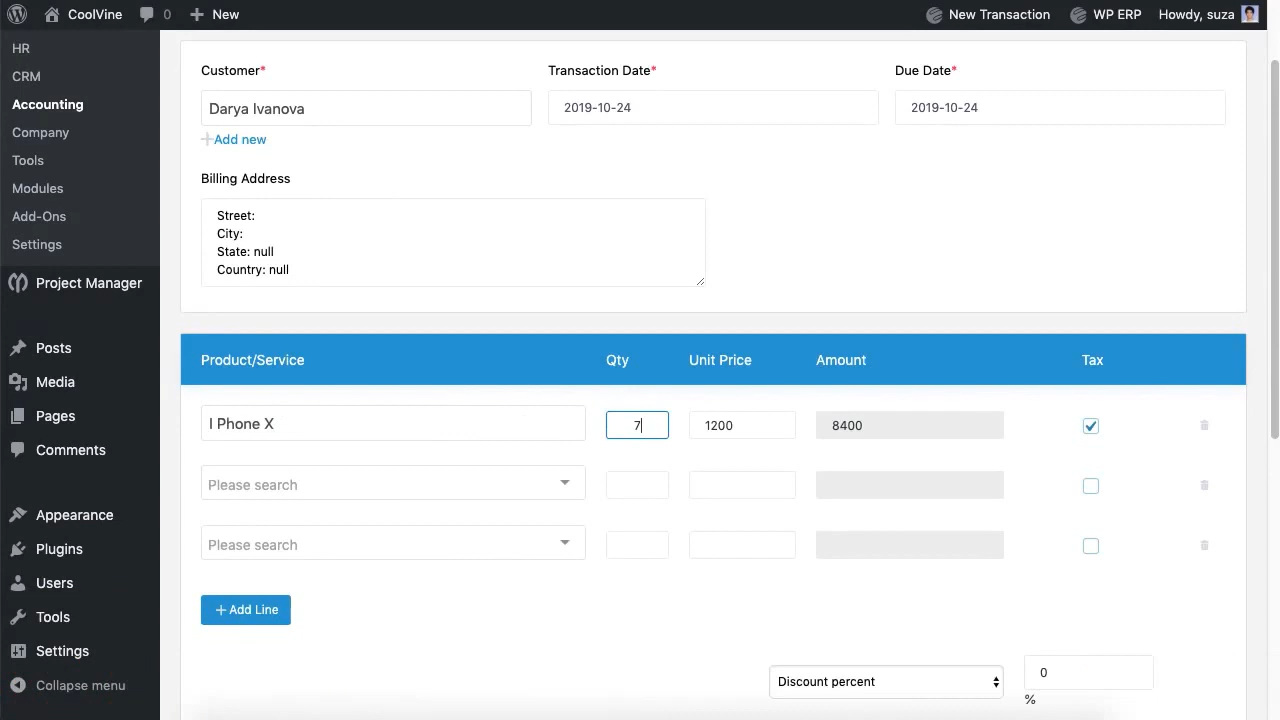 CoolVine 0 New New Transaction WP ERP Howdy, suza
HR
CRM
Accounting
Company
Tools
Modules
Add-Ons
Settings
Project Manager
Posts
Media
Pages
Comments
Appearance
Plugins
Users
Tools
Settings
Collapse menu
Customer* Transaction Date* Due Date*
Darya Ivanova 2019-10-24 2019-10-24
+Add new
Billing Address
Street:
City:
State: null
Country: null
Product/Service Qty Unit Price Amount Tax
I Phone X 7 1200 8400
Please search
Please search
+ Add Line
Discount percent 0
%